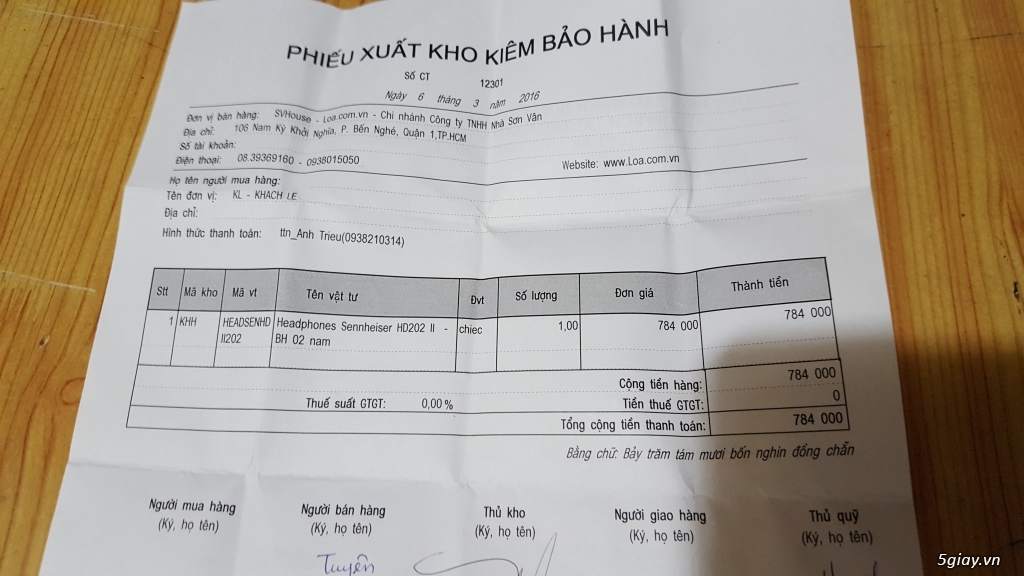 PHIẾU XUẤT KHO KIÊM BẢO HÀNH
Số CT 12301
Ngày 6 tháng 3 năm 2016
Đơn vị bán hàng: SVHouse - Loa.com.vn - Chi nhánh Công ty TNHH Nhà Sơn Vân
Địa chỉ: 106 Nam Kỳ Khởi Nghĩa, P. Bến Nghé, Quận 1,TP.HCM
Số tài khoản:
Điện thoại: 08.39369160 - 0938015050 Website: www.Loa.com.vn
Họ tên người mua hàng:
Tên đơn vị: KL - KHACH LE
Địa chỉ:
Hình thức thanh toán: ttn_Anh Trieu(0938210314)
Stt Mã kho Mã vt Tên vật tư Đvt Số lượng Đơn giá Thành tiền
1 KHH HEADSENHD Headphones Sennheiser HD202 II - chiec 1,00 784 000 784 000
II202 BH 02 nam
Cộng tiền hàng: 784 000
Thuế suất GTGT: 0,00 % Tiền thuế GTGT: 0
Tổng cộng tiền thanh toán: 784 000
Bằng chữ: Bảy trăm tám mươi bốn nghìn đồng chẵn
Người mua hàng Người bán hàng Thủ kho Người giao hàng Thủ quỹ
(Ký, họ tên) (Ký, họ tên) (Ký, họ tên) (Ký, họ tên) (Ký, họ tên)
Tuyên
5giay.vn